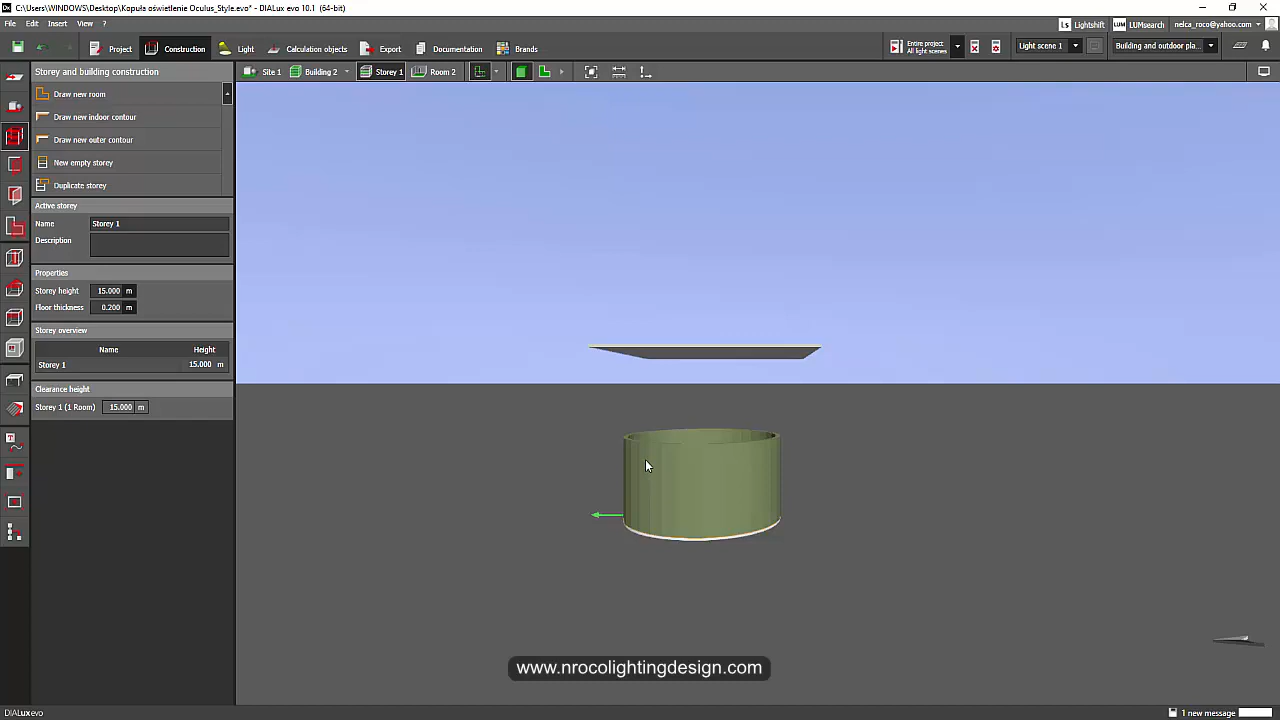 C:\Users\WINDOWS\Desktop\Kopuła oświetlenie Oculus_Style.evo* - DIALux evo 10.1 (64-bit)
File Edit Insert View ?
Lightshift LUMsearch nelca_roco@yahoo.com
Project Construction Light Calculation objects Export Documentation Brands Entire project All light scenes Light scene 1 Building and outdoor pla...
Storey and building construction Site 1 Building 2 Storey 1 Room 2
Draw new room
Draw new indoor contour
Draw new outer contour
New empty storey
Duplicate storey
Active storey
Name Storey 1
Description
Properties
Storey height 15.000 m
Floor thickness 0.200 m
Storey overview
Name Height
Storey 1 15.000 m
Clearance height
Storey 1 (1 Room) 15.000 m
www.nrocolightingdesign.com
DIALux evo 1 new message